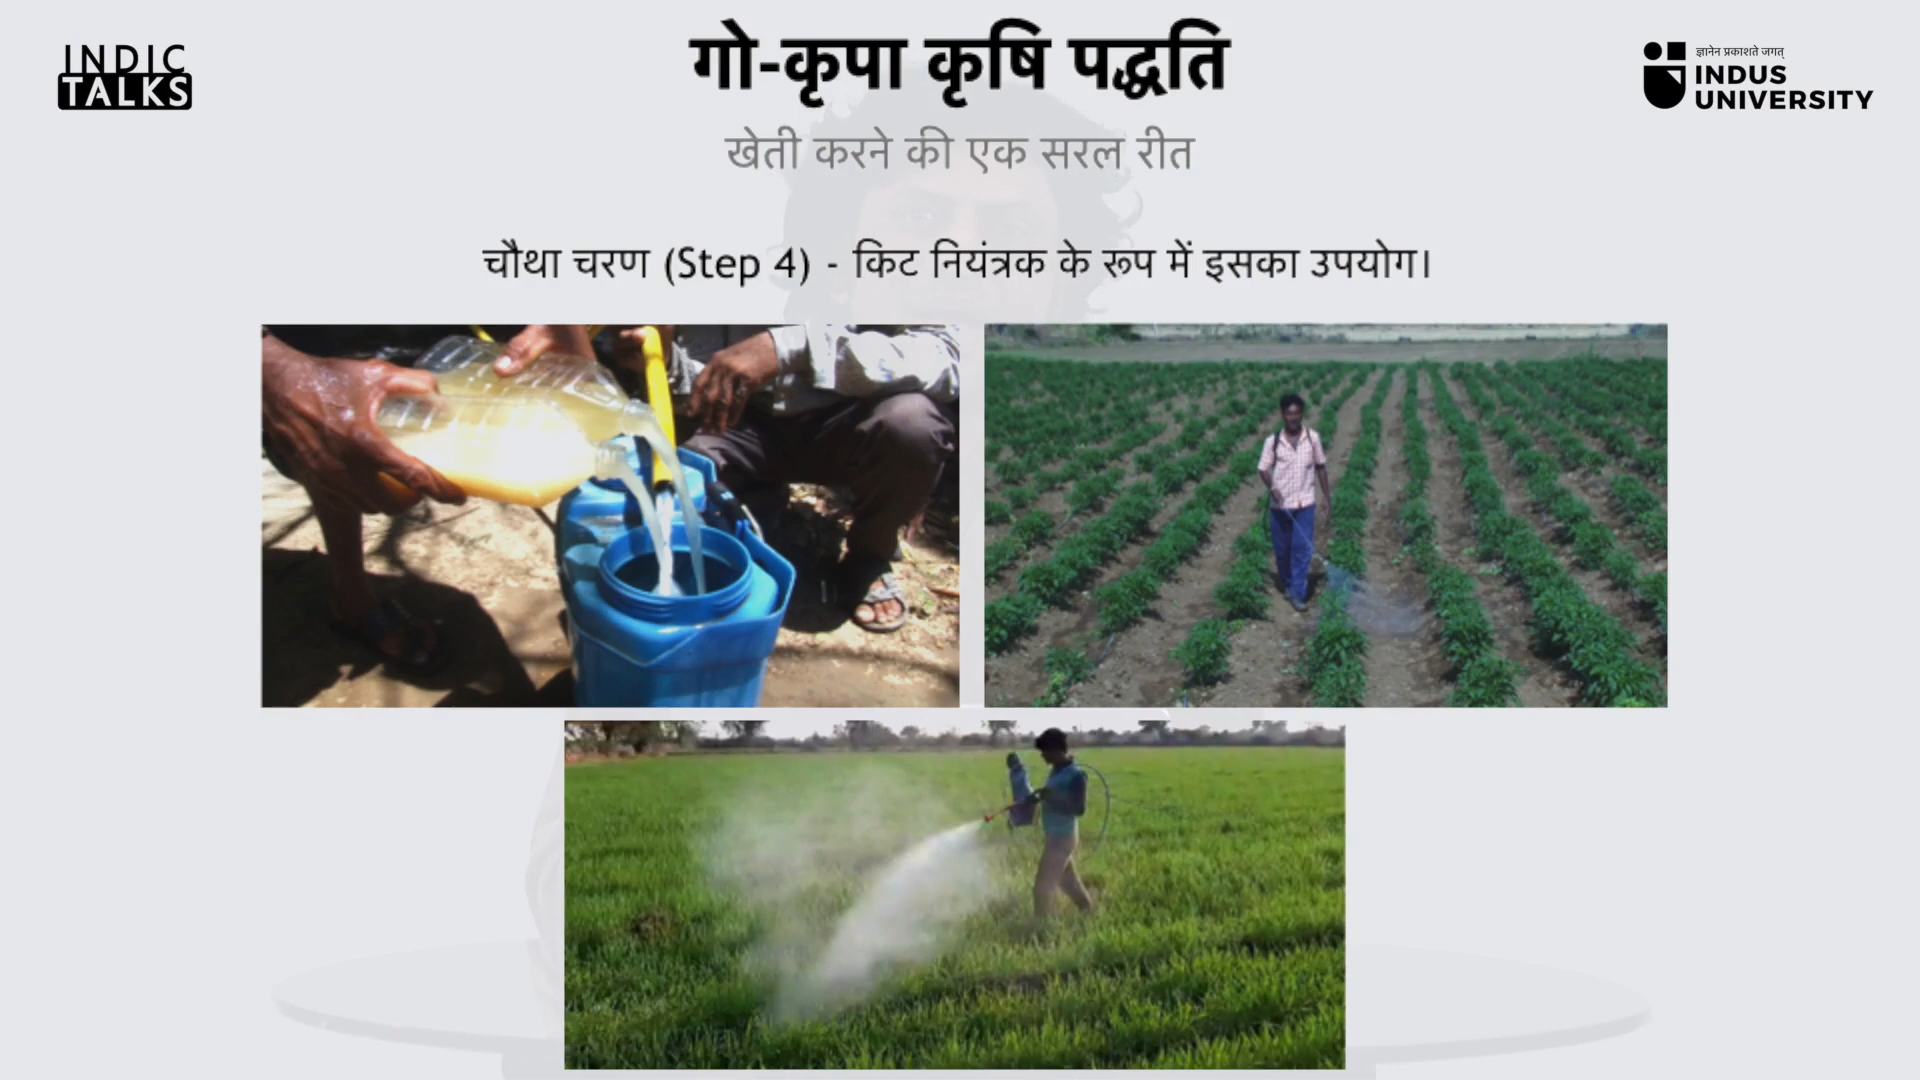 INDIC
TALKS
गो-कृपा कृषि पद्धति
ज्ञानेन प्रकाशते जगत्
INDUS
UNIVERSITY
खेती करने की एक सरल रीत
चौथा चरण (Step 4) - किट नियंत्रक के रूप में इसका उपयोग।